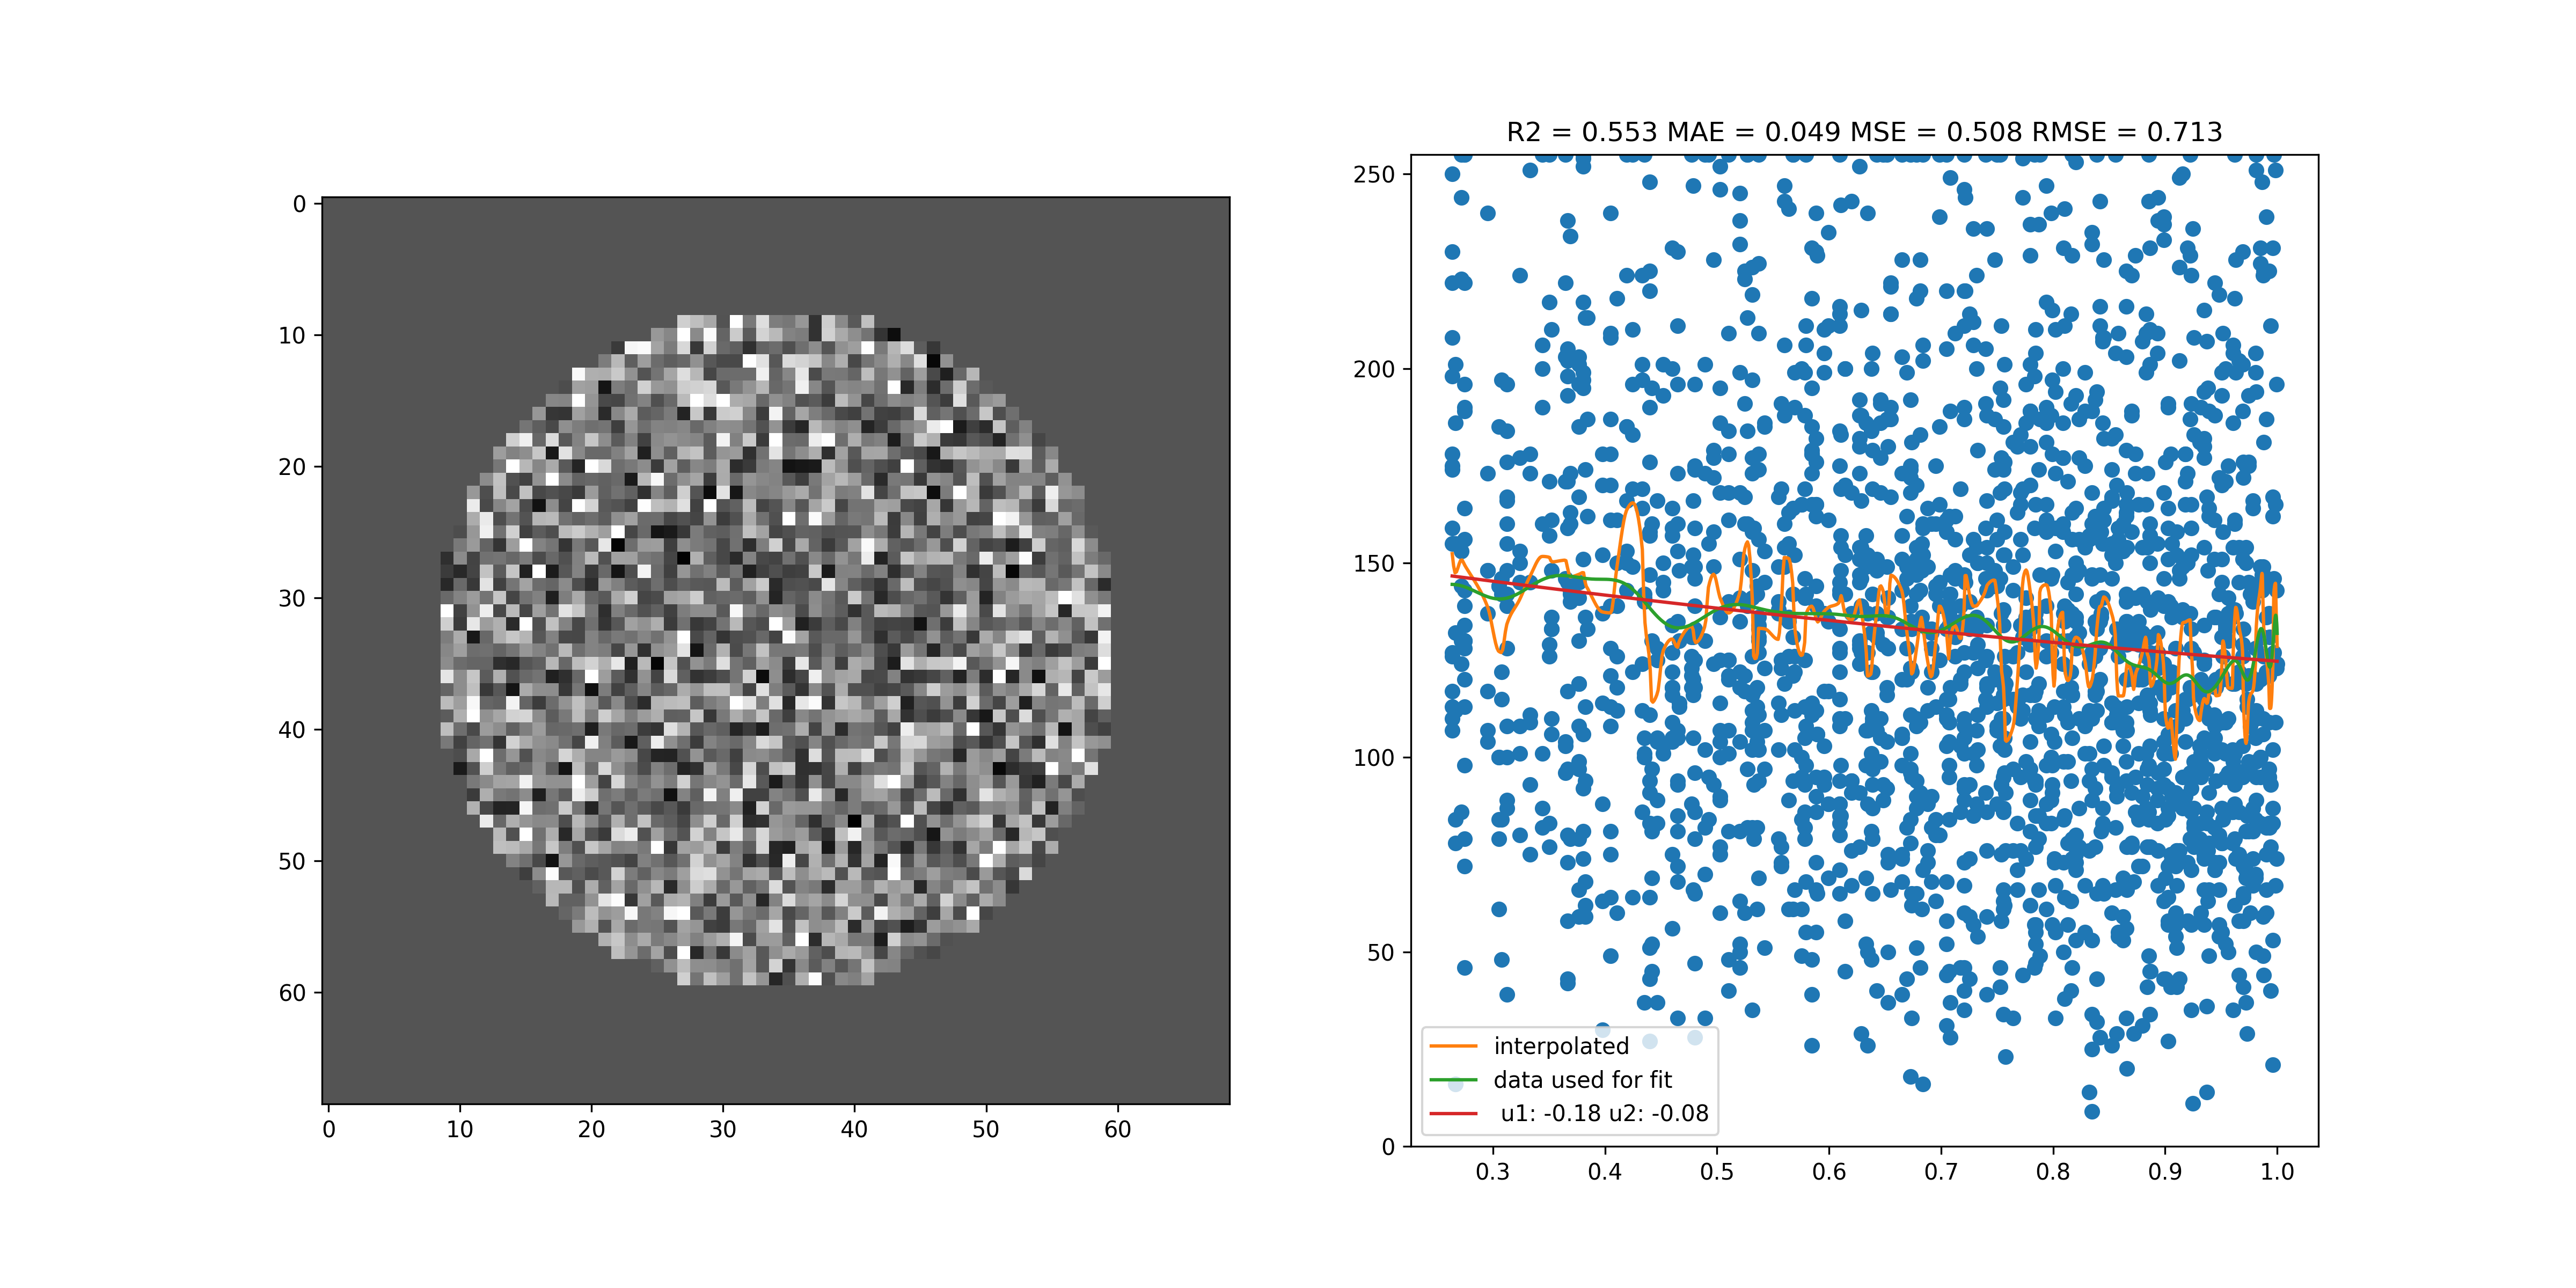 R2 = 0.553 MAE = 0.049 MSE = 0.508 RMSE = 0.713
0
10
20
30
40
50
60
0 10 20 30 40 50 60
250
200
150
100
50
0
interpolated
data used for fit
u1: -0.18 u2: -0.08
0.3 0.4 0.5 0.6 0.7 0.8 0.9 1.0